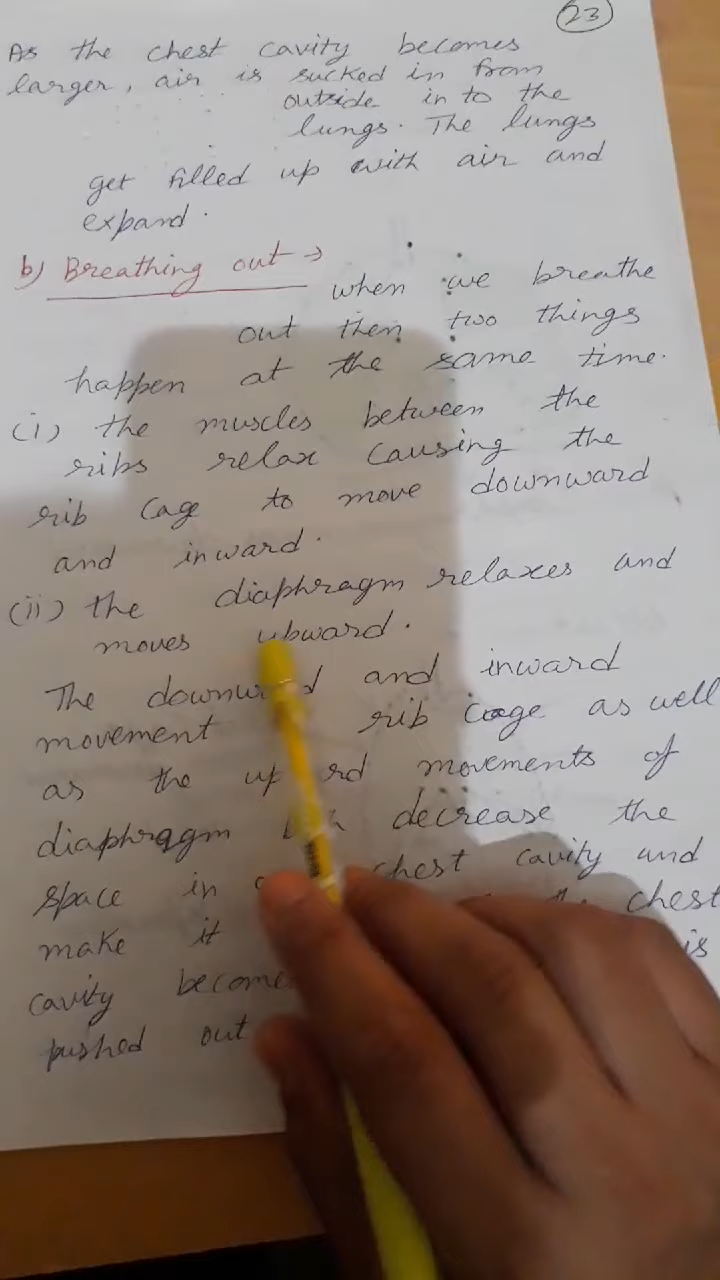 23
As the chest cavity becomes
larger, air is sucked in from
outside in to the
lungs. The lungs
get filled up with air and
expand.
b) Breathing out →
when we breathe
out then two things
happen at the same time.
(i) the muscles between the
ribs relax causing the
rib cage to move downward
and inward.
(ii) the diaphragm relaxes and
moves upward.
The downward and inward
movement rib cage as well
as the movements of
diaphragm decrease the
space in chest cavity and
make it the chest
cavity is
pushed out